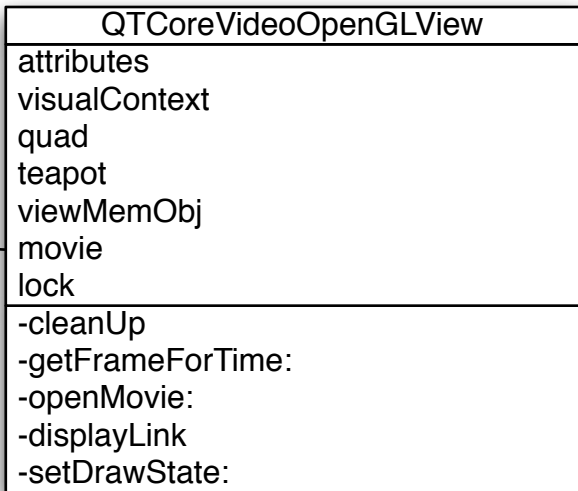 QTCoreVideoOpenGLView
attributes
visualContext
quad
teapot
viewMemObj
movie
lock
-cleanUp
-getFrameForTime:
-openMovie:
-displayLink
-setDrawState: